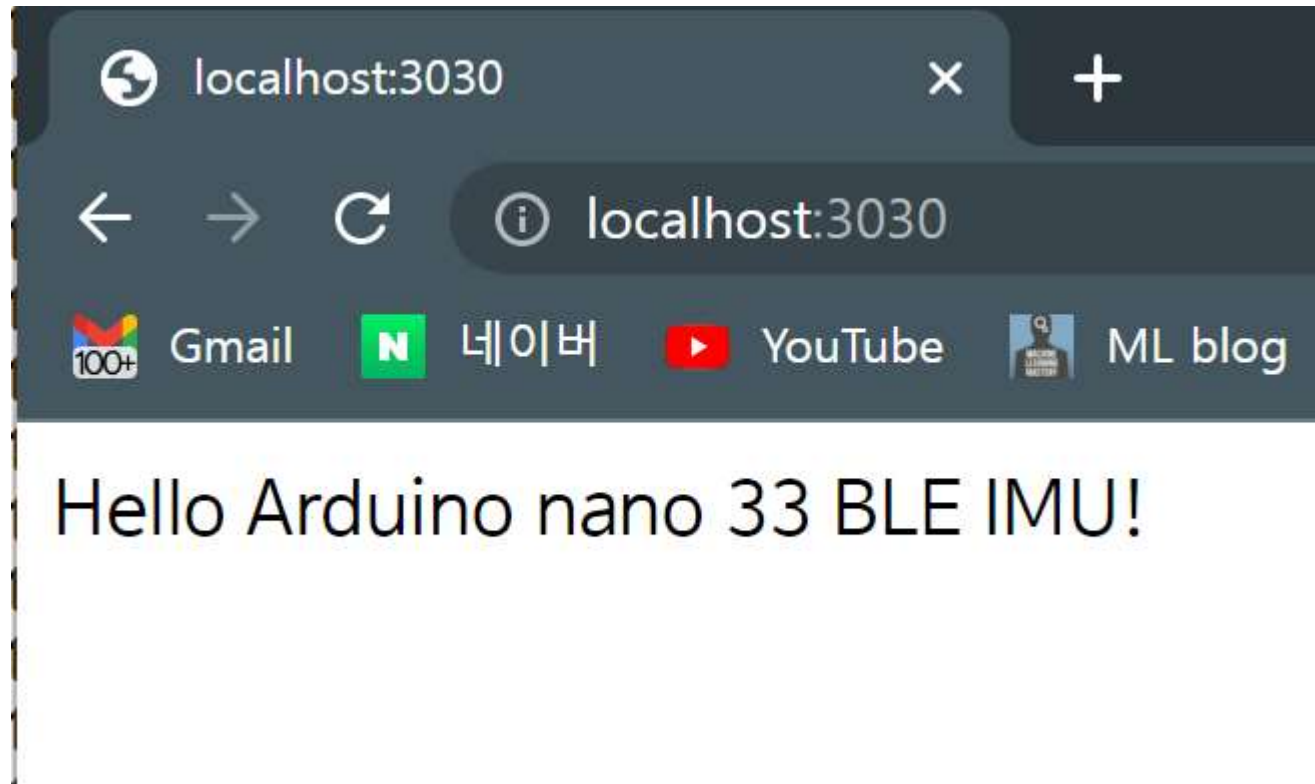 localhost:3030
localhost:3030
100+ Gmail N 네이버 YouTube ML blog
Hello Arduino nano 33 BLE IMU!